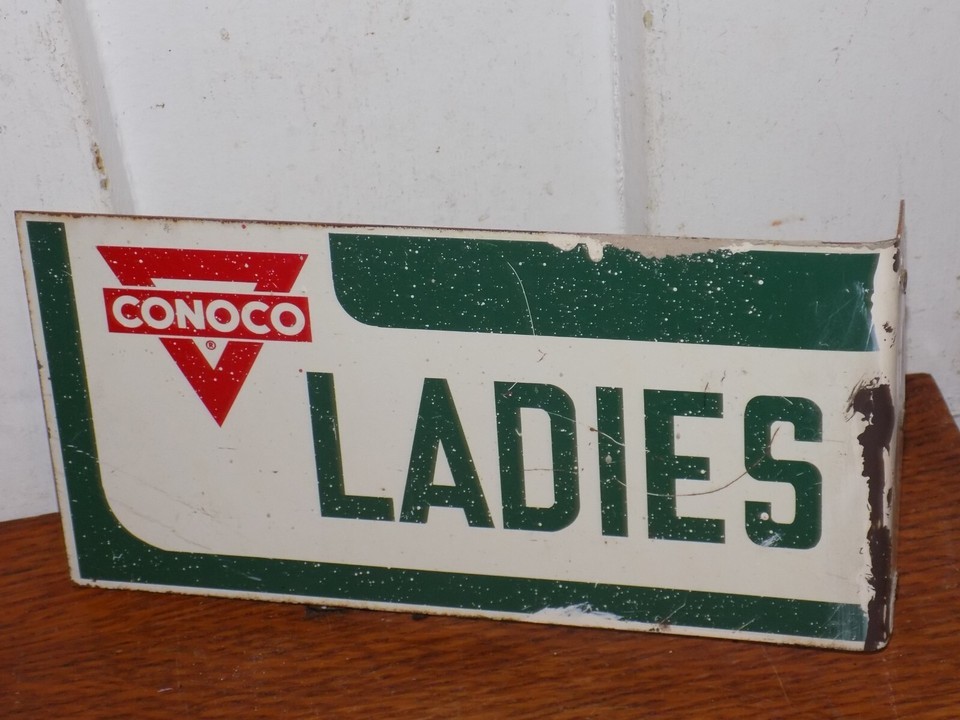 CONOCO
®
LADIES